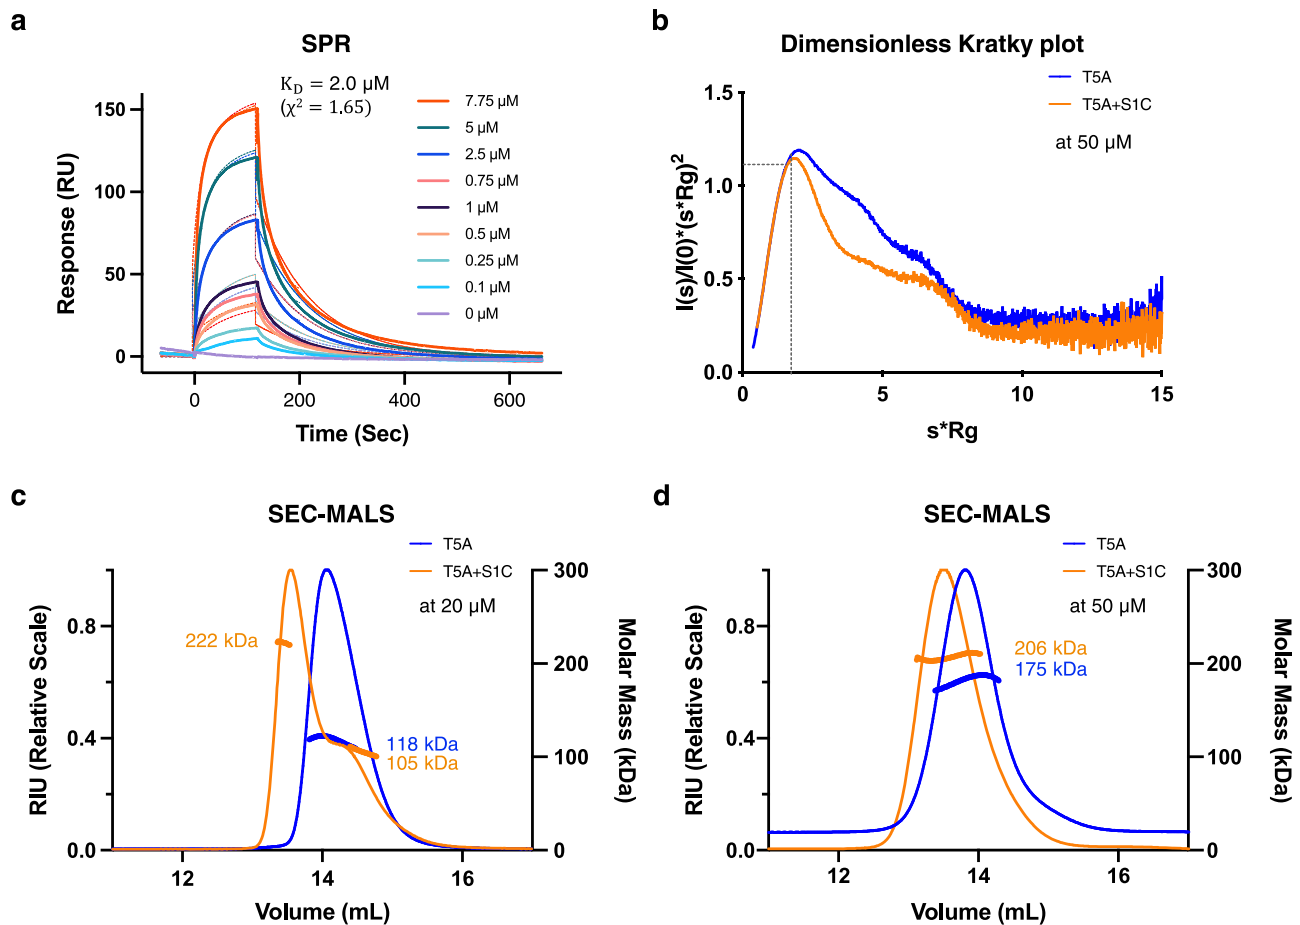 a
SPR
K_D = 2.0 µM
(χ² = 1.65)
7.75 µM
5 µM
2.5 µM
0.75 µM
1 µM
0.5 µM
0.25 µM
0.1 µM
0 µM
150
100
50
0
Response (RU)
0 200 400 600
Time (Sec)
b
Dimensionless Kratky plot
T5A
T5A+S1C
at 50 µM
1.5
1.0
0.5
0.0
I(s)/I(0)*(s*Rg)²
0 5 10 15
s*Rg
c
SEC-MALS
T5A
T5A+S1C
at 20 µM
222 kDa
118 kDa
105 kDa
0.8
0.4
0.0
RIU (Relative Scale)
300
200
100
0
Molar Mass (kDa)
12 14 16
Volume (mL)
d
SEC-MALS
T5A
T5A+S1C
at 50 µM
206 kDa
175 kDa
0.8
0.4
0.0
RIU (Relative Scale)
300
200
100
0
Molar Mass (kDa)
12 14 16
Volume (mL)